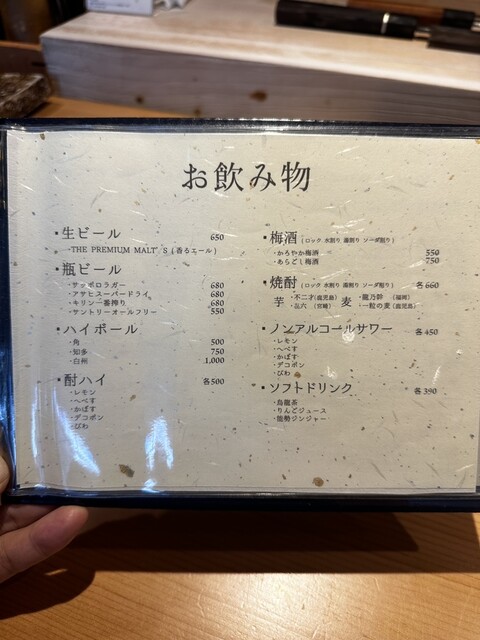 お飲み物
・生ビール 650
-THE PREMIUM MALT'S (香るエール)
・瓶ビール
・サッポロラガー 680
・アサヒスーパードライ 680
・キリン一番搾り 680
・サントリーオールフリー 550
・ハイボール
・角 500
・知多 750
・白州 1,000
・酎ハイ 各500
・レモン
・へべす
・かぼす
・デコポン
・びわ
・梅酒 (ロック 水割り 湯割り ソーダ割り)
・かろやか梅酒 550
・あらごし梅酒 750
・焼酎 (ロック 水割り 湯割り ソーダ割り) 各660
芋 ・不二才(鹿児島) 麦 ・龍乃幹 (福岡)
・左六 (宮崎) ・一粒の麦(鹿児島)
・ノンアルコールサワー 各450
・レモン
・へべす
・かぼす
・デコポン
・びわ
・ソフトドリンク 各390
・烏龍茶
・りんごジュース
・能勢ジンジャー